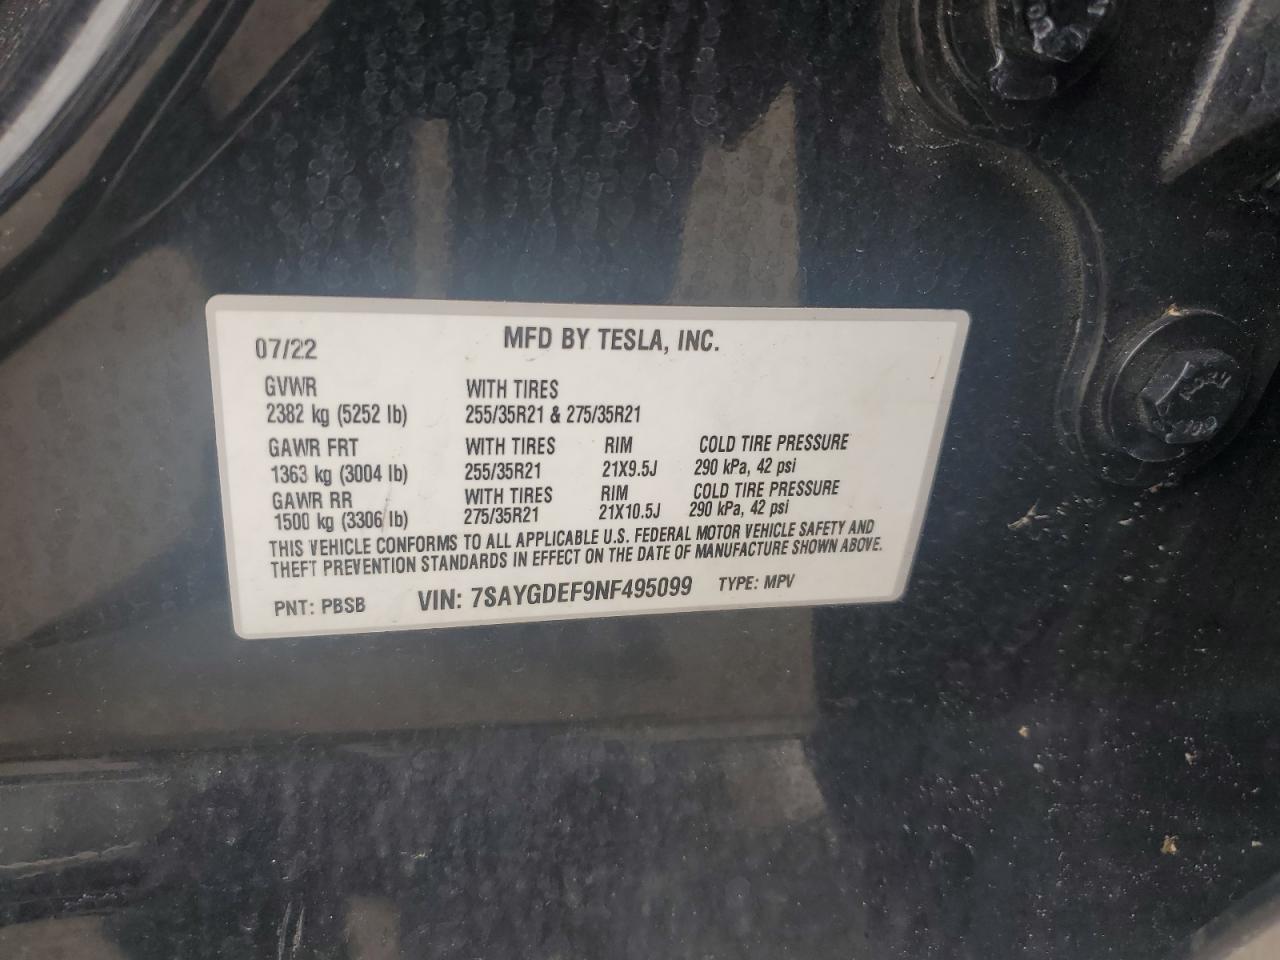 07/22 MFD BY TESLA, INC.
GVWR WITH TIRES
2382 kg (5252 lb) 255/35R21 & 275/35R21
GAWR FRT WITH TIRES RIM COLD TIRE PRESSURE
1363 kg (3004 lb) 255/35R21 21X9.5J 290 kPa, 42 psi
GAWR RR WITH TIRES RIM COLD TIRE PRESSURE
1500 kg (3306 lb) 275/35R21 21X10.5J 290 kPa, 42 psi
THIS VEHICLE CONFORMS TO ALL APPLICABLE U.S. FEDERAL MOTOR VEHICLE SAFETY AND
THEFT PREVENTION STANDARDS IN EFFECT ON THE DATE OF MANUFACTURE SHOWN ABOVE.
PNT: PBSB VIN: 7SAYGDEF9NF495099 TYPE: MPV